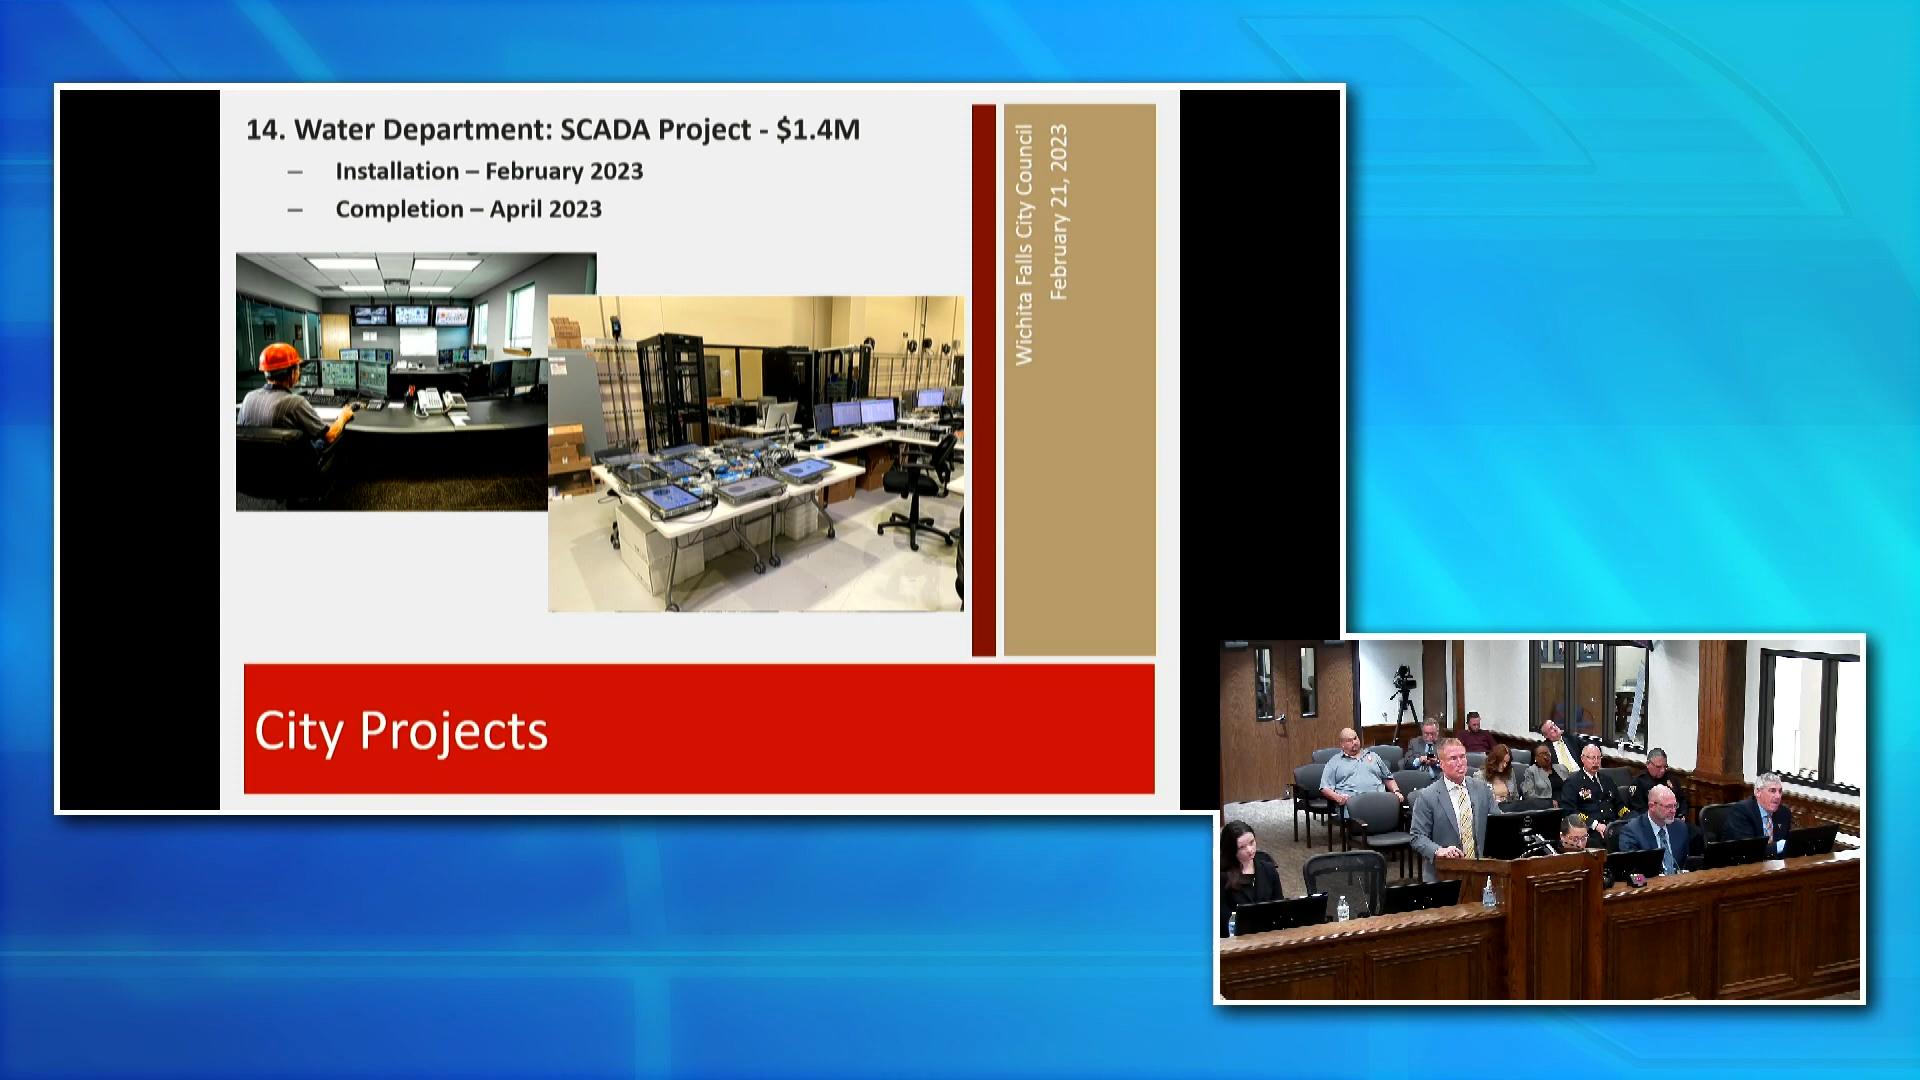 14. Water Department: SCADA Project - $1.4M
– Installation – February 2023
– Completion – April 2023
Wichita Falls City Council
February 21, 2023
City Projects